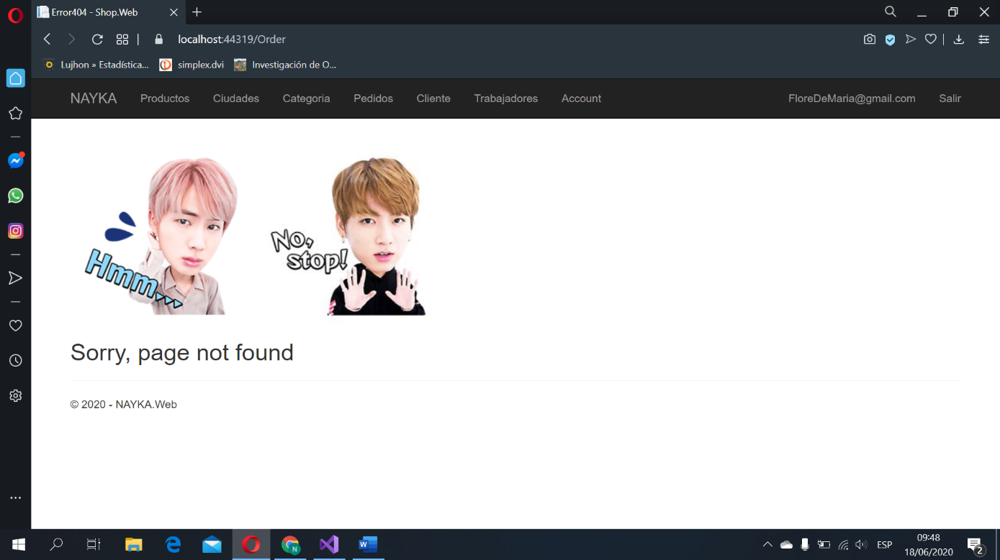 Error404 - Shop.Web
localhost:44319/Order
Lujhon » Estadística... simplex.dvi Investigación de O...
NAYKA Productos Ciudades Categoria Pedidos Cliente Trabajadores Account FloreDeMaria@gmail.com Salir
Hmm...
No,
stop!
Sorry, page not found
© 2020 - NAYKA.Web
ESP
09:48
18/06/2020
2